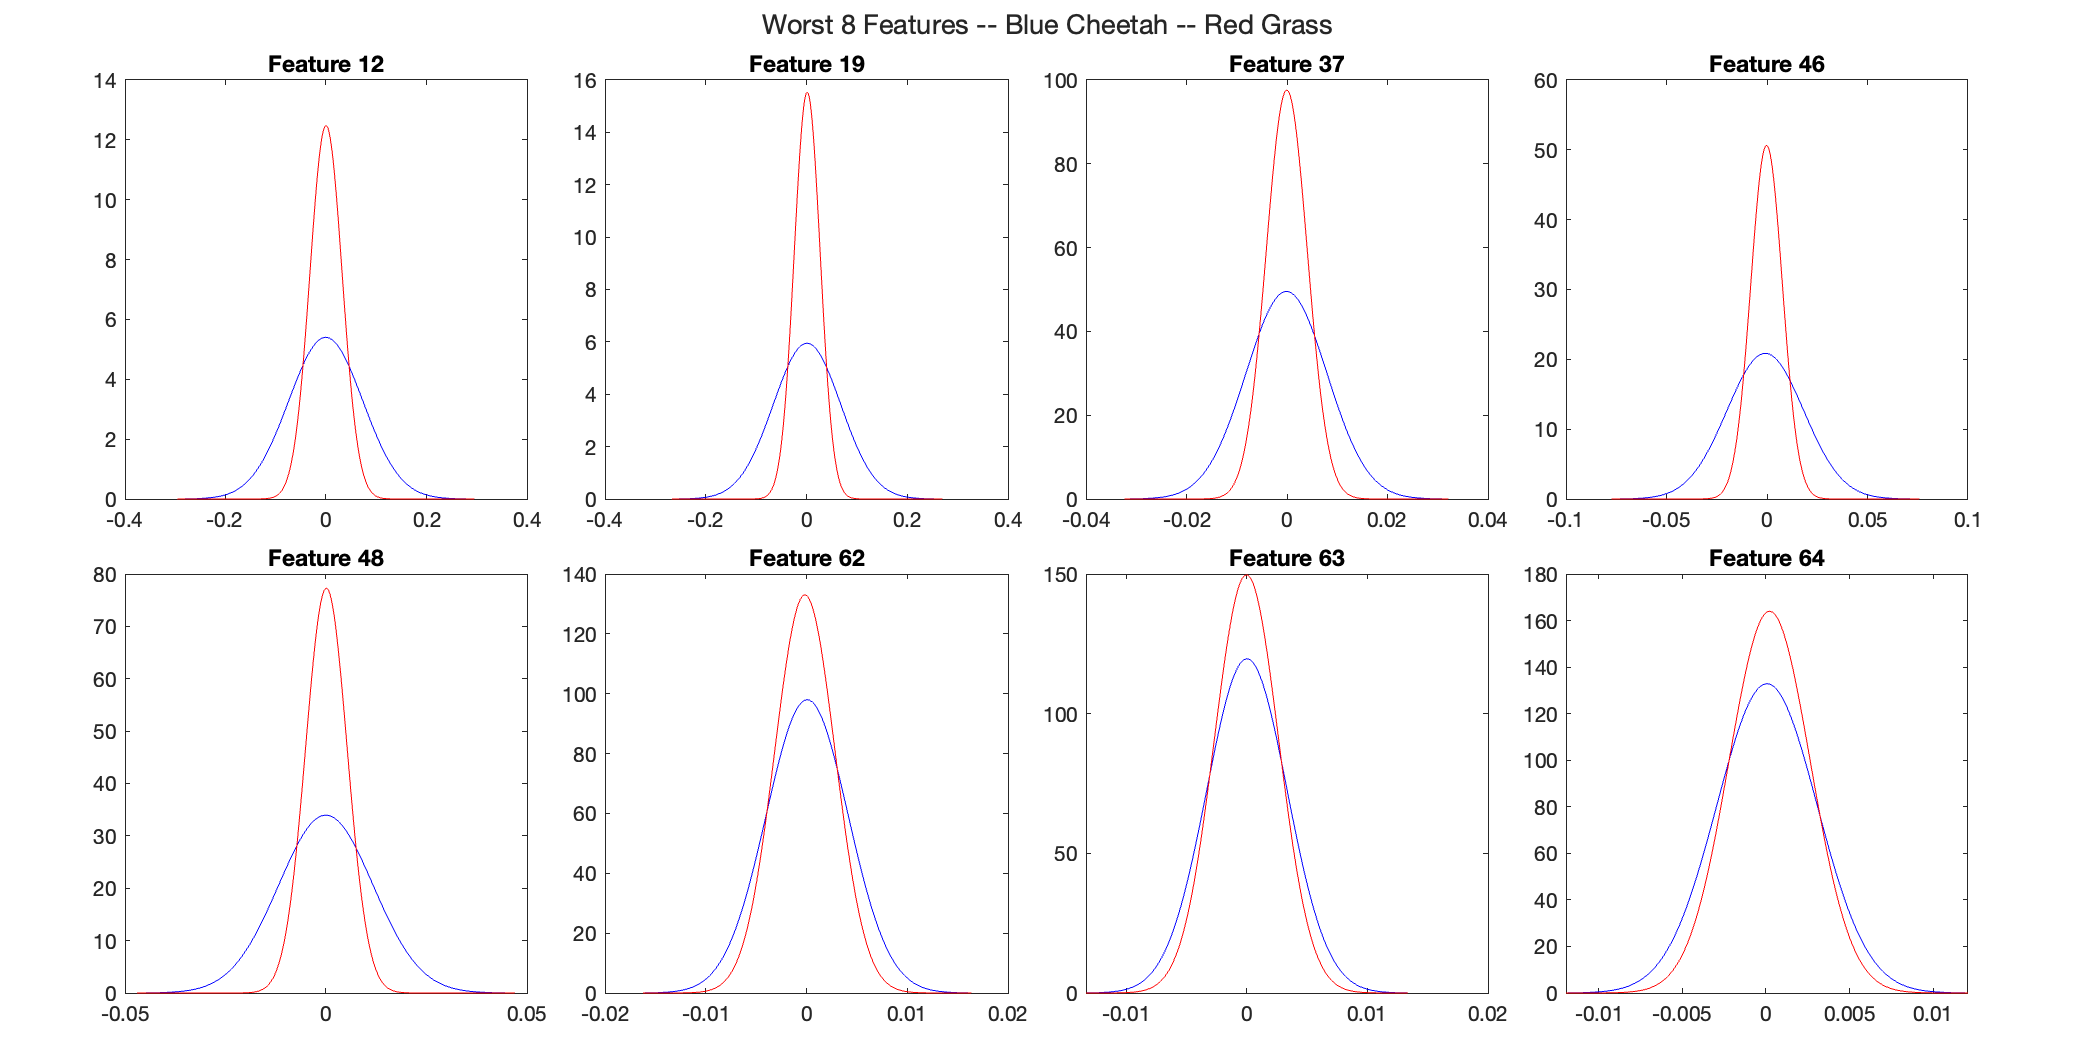 Worst 8 Features -- Blue Cheetah -- Red Grass
Feature 12 Feature 19 Feature 37 Feature 46
14 12 10 8 6 4 2 0
-0.4 -0.2 0 0.2 0.4
16 14 12 10 8 6 4 2 0
-0.4 -0.2 0 0.2 0.4
100 80 60 40 20 0
-0.04 -0.02 0 0.02 0.04
60 50 40 30 20 10 0
-0.1 -0.05 0 0.05 0.1
Feature 48 Feature 62 Feature 63 Feature 64
80 70 60 50 40 30 20 10 0
-0.05 0 0.05
140 120 100 80 60 40 20 0
-0.02 -0.01 0 0.01 0.02
150 100 50 0
-0.01 0 0.01 0.02
180 160 140 120 100 80 60 40 20 0
-0.01 -0.005 0 0.005 0.01